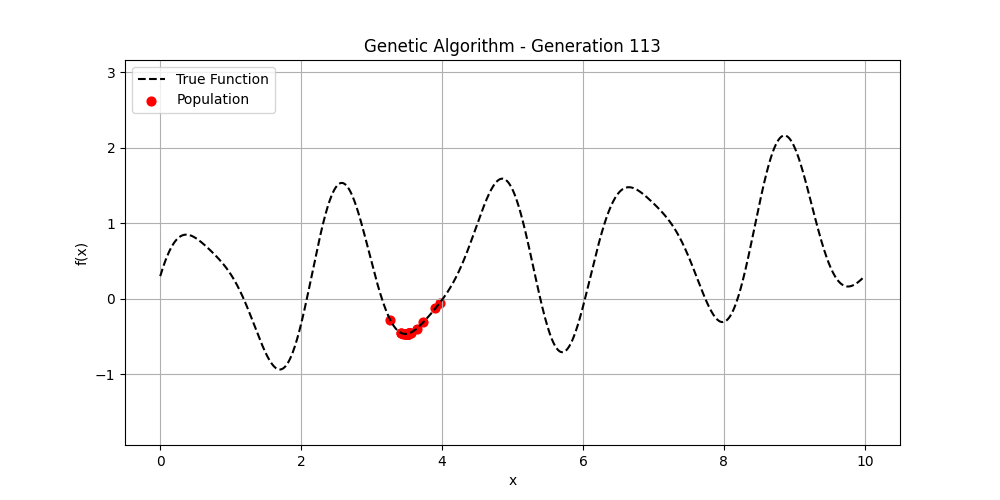 Genetic Algorithm - Generation 113
True Function
Population
f(x)
3
2
1
0
−1
0 2 4 6 8 10
x